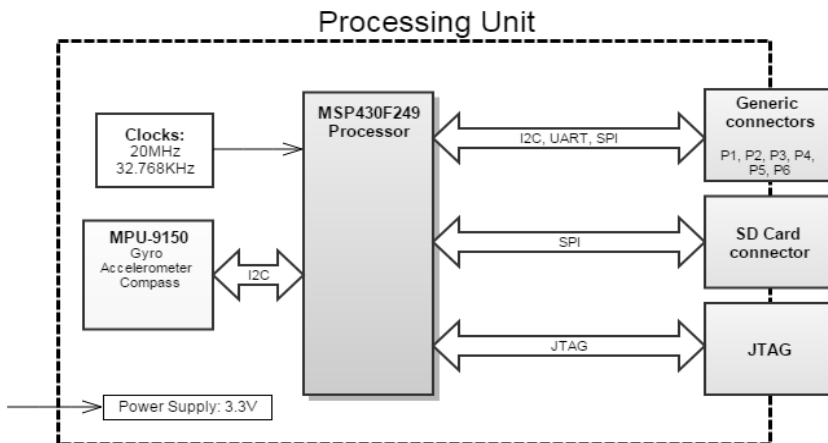 Processing Unit
Clocks:
20MHz
32.768KHz
MPU-9150
Gyro
Accelerometer
Compass
I2C
MSP430F249
Processor
I2C, UART, SPI
Generic
connectors
P1, P2, P3, P4,
P5, P6
SPI
SD Card
connector
JTAG
JTAG
Power Supply: 3.3V